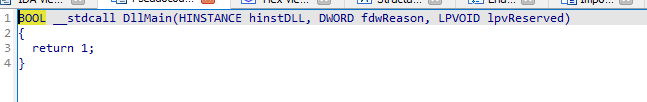 IDA Vie...
Pseudocod...
Hex Vie...
Structu...
Enu...
Impo...
1 BOOL __stdcall DllMain(HINSTANCE hinstDLL, DWORD fdwReason, LPVOID lpvReserved)
2 {
3 return 1;
4 }